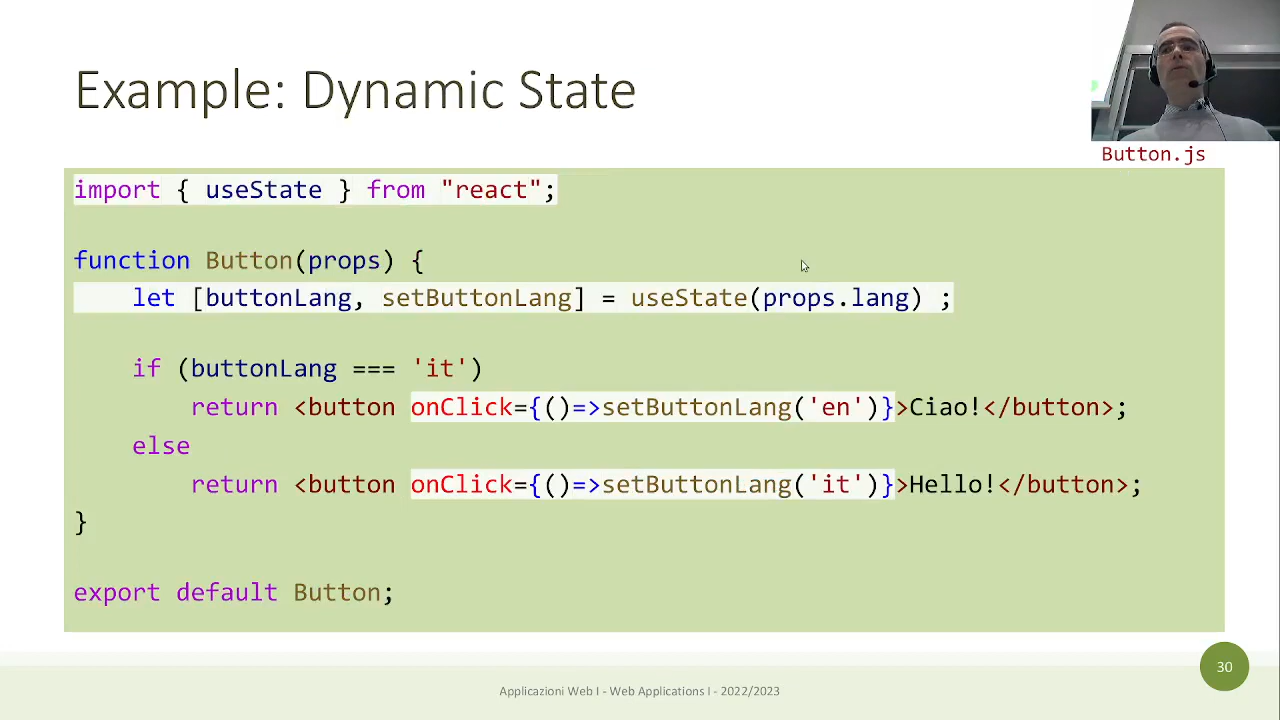 Example: Dynamic State
Button.js
import { useState } from "react";
function Button(props) {
let [buttonLang, setButtonLang] = useState(props.lang) ;
if (buttonLang === 'it')
return <button onClick={()=>setButtonLang('en')}>Ciao!</button>;
else
return <button onClick={()=>setButtonLang('it')}>Hello!</button>;
}
export default Button;
30
Applicazioni Web I - Web Applications I - 2022/2023